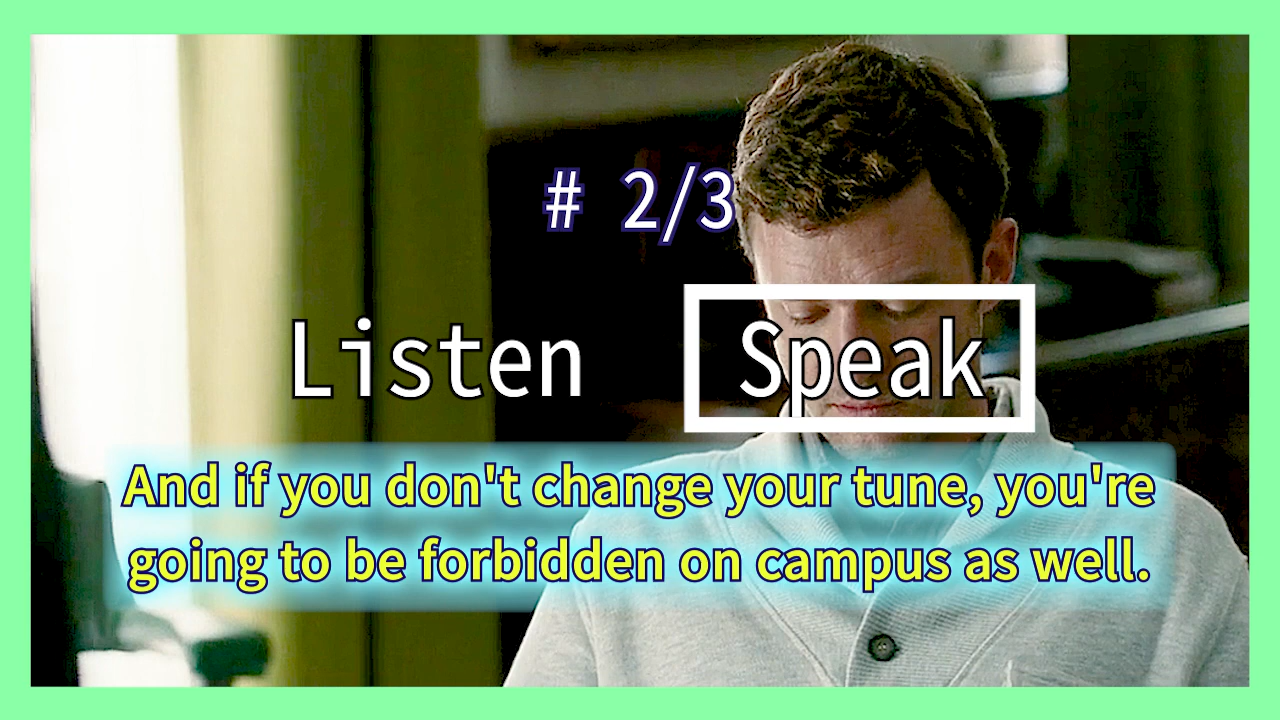 # 2/3
Listen Speak
And if you don't change your tune, you're
going to be forbidden on campus as well.